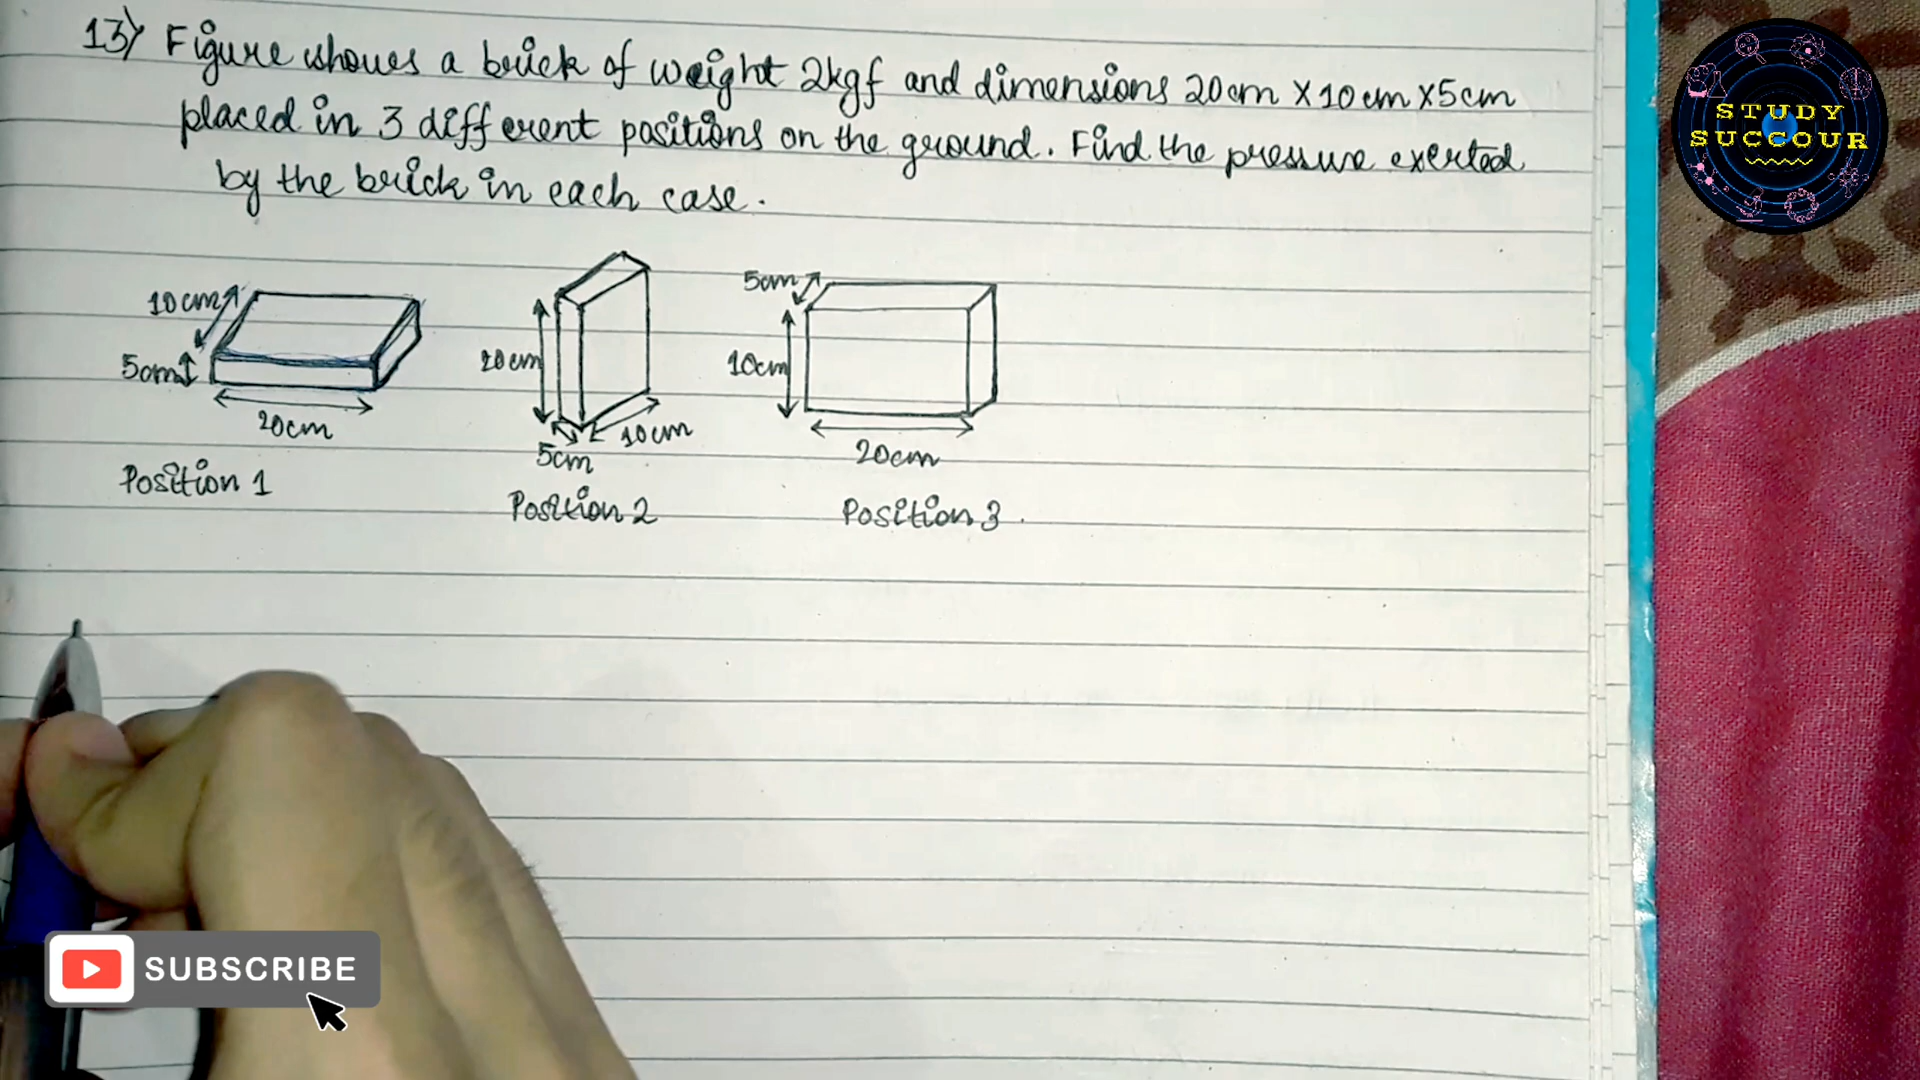 13) Figure shows a brick of weight 2kgf and dimensions 20cm x 10cm x 5cm
placed in 3 different positions on the ground. Find the pressure exerted
by the brick in each case.
10cm
5cm
20cm
Position 1
20cm
5cm
10cm
Position 2
5cm
10cm
20cm
Position 3.
STUDY
SUCCOUR
SUBSCRIBE